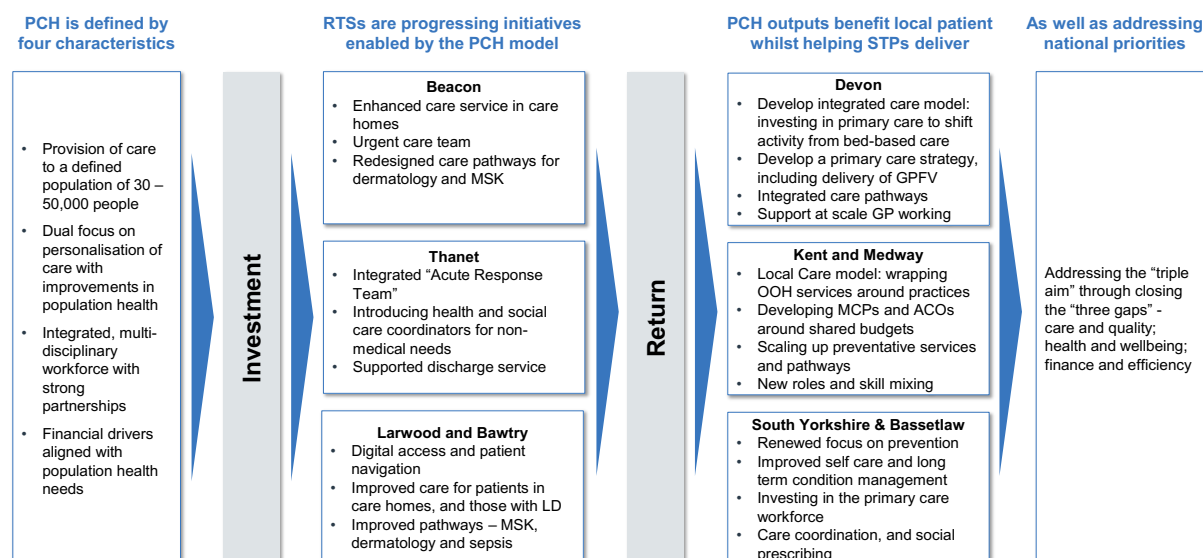 PCH is defined by
four characteristics
RTSs are progressing initiatives
enabled by the PCH model
PCH outputs benefit local patient
whilst helping STPs deliver
As well as addressing
national priorities
• Provision of care
to a defined
population of 30 –
50,000 people
• Dual focus on
personalisation of
care with
improvements in
population health
• Integrated, multi-
disciplinary
workforce with
strong
partnerships
• Financial drivers
aligned with
population health
needs
Investment
Beacon
• Enhanced care service in care
homes
• Urgent care team
• Redesigned care pathways for
dermatology and MSK
Thanet
• Integrated “Acute Response
Team”
• Introducing health and social
care coordinators for non-
medical needs
• Supported discharge service
Larwood and Bawtry
• Digital access and patient
navigation
• Improved care for patients in
care homes, and those with LD
• Improved pathways – MSK,
dermatology and sepsis
Return
Devon
• Develop integrated care model:
investing in primary care to shift
activity from bed-based care
• Develop a primary care strategy,
including delivery of GPFV
• Integrated care pathways
• Support at scale GP working
Kent and Medway
• Local Care model: wrapping
OOH services around practices
• Developing MCPs and ACOs
around shared budgets
• Scaling up preventative services
and pathways
• New roles and skill mixing
South Yorkshire & Bassetlaw
• Renewed focus on prevention
• Improved self care and long
term condition management
• Investing in the primary care
workforce
• Care coordination, and social
prescribing
Addressing the “triple
aim” through closing
the “three gaps” -
care and quality;
health and wellbeing;
finance and efficiency